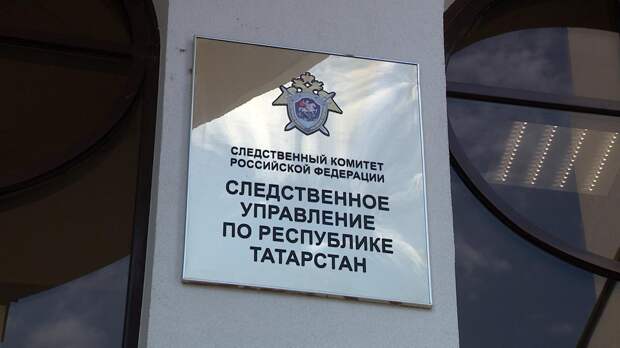 СЛЕДСТВЕННЫЙ КОМИТЕТ
РОССИЙСКОЙ ФЕДЕРАЦИИ
СЛЕДСТВЕННОЕ
УПРАВЛЕНИЕ
ПО РЕСПУБЛИКЕ
ТАТАРСТАН